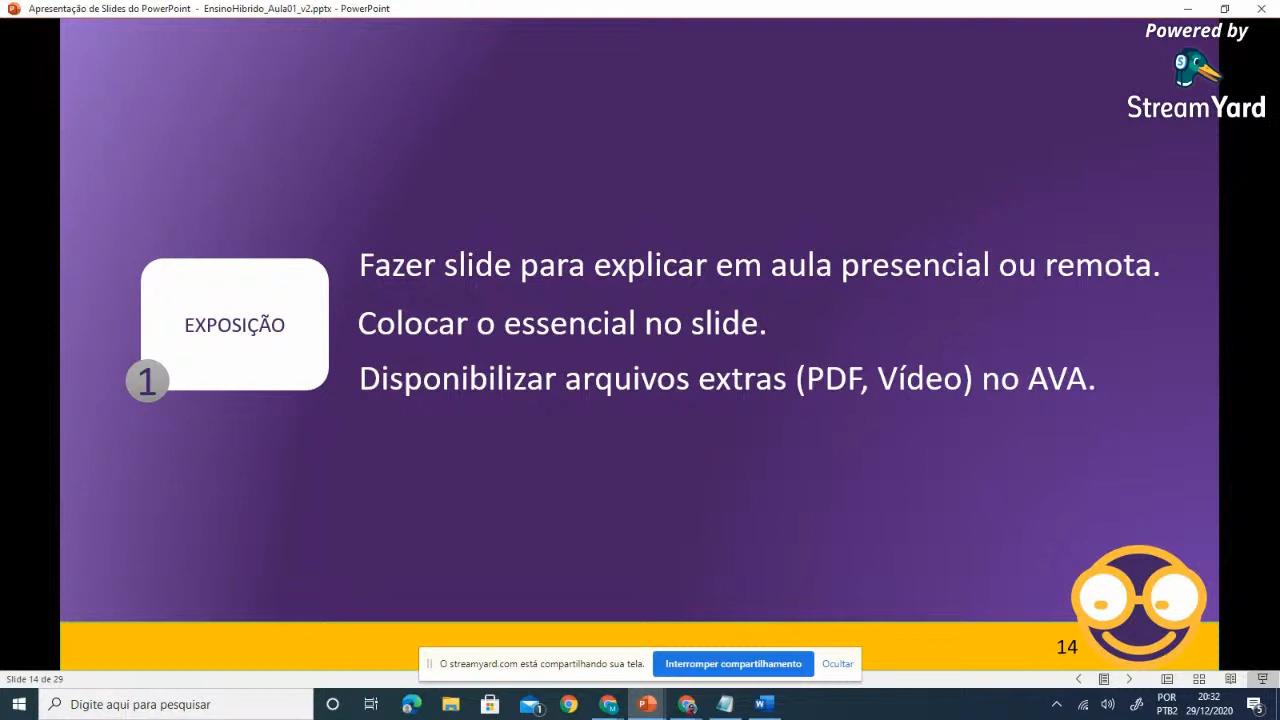 Apresentação de Slides do PowerPoint - EnsinoHibrido_Aula01_v2.pptx - PowerPoint
Powered by
StreamYard
Fazer slide para explicar em aula presencial ou remota.
EXPOSIÇÃO
Colocar o essencial no slide.
1
Disponibilizar arquivos extras (PDF, Vídeo) no AVA.
14
O streamyard.com está compartilhando sua tela. Interromper compartilhamento Ocultar
Slide 14 de 29
Digite aqui para pesquisar
POR 20:32
PTB2 29/12/2020